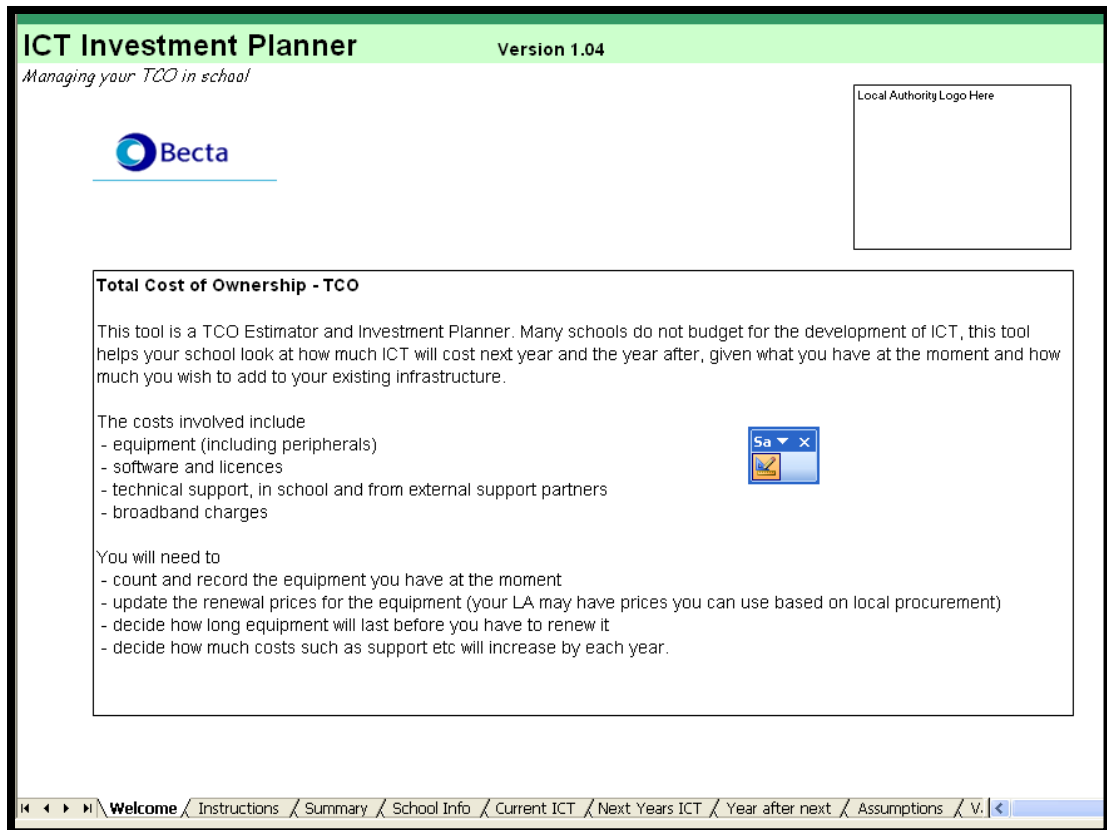 ICT Investment Planner Version 1.04
Managing your TCO in school
Local Authority Logo Here
Becta
Total Cost of Ownership - TCO
This tool is a TCO Estimator and Investment Planner. Many schools do not budget for the development of ICT, this tool
helps your school look at how much ICT will cost next year and the year after, given what you have at the moment and how
much you wish to add to your existing infrastructure.
The costs involved include
- equipment (including peripherals)
- software and licences
- technical support, in school and from external support partners
- broadband charges
Sa
You will need to
- count and record the equipment you have at the moment
- update the renewal prices for the equipment (your LA may have prices you can use based on local procurement)
- decide how long equipment will last before you have to renew it
- decide how much costs such as support etc will increase by each year.
Welcome / Instructions / Summary / School Info / Current ICT / Next Years ICT / Year after next / Assumptions / V.